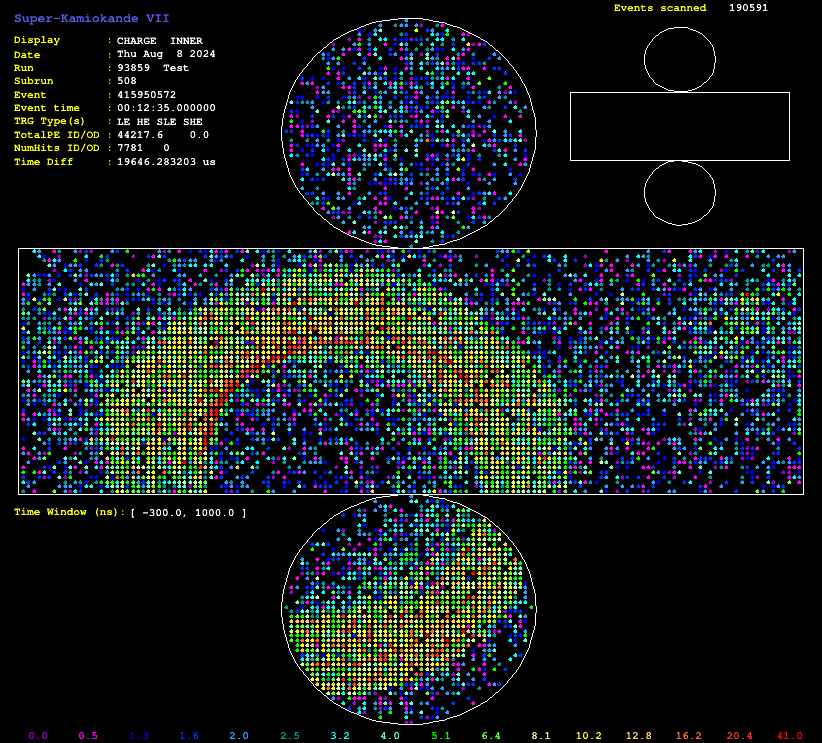 Super-Kamiokande VII
Events scanned 190591
Display : CHARGE INNER
Date : Thu Aug 8 2024
Run : 93859 Test
Subrun : 508
Event : 415950572
Event time : 00:12:35.000000
TRG Type(s) : LE HE SLE SHE
TotalPE ID/OD : 44217.6 0.0
NumHits ID/OD : 7781 0
Time Diff : 19646.283203 us
Time Window (ns): [ -300.0, 1000.0 ]
0.0 0.5 1.3 1.6 2.0 2.5 3.2 4.0 5.1 6.4 8.1 10.2 12.8 16.2 20.4 41.0